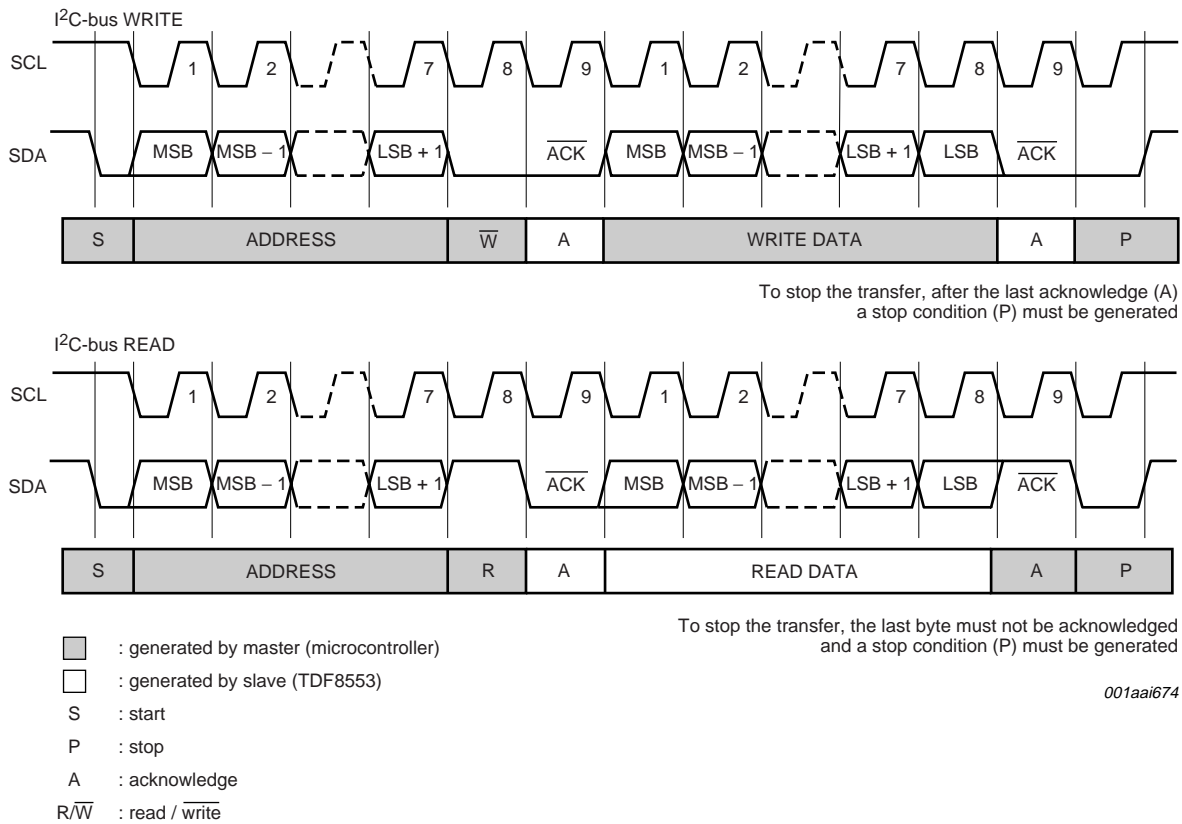 I²C-bus WRITE
SCL 1 2 7 8 9 1 2 7 8 9
SDA MSB MSB − 1 LSB + 1 ACK MSB MSB − 1 LSB + 1 LSB ACK
S ADDRESS W A WRITE DATA A P
To stop the transfer, after the last acknowledge (A)
a stop condition (P) must be generated
I²C-bus READ
SCL 1 2 7 8 9 1 2 7 8 9
SDA MSB MSB − 1 LSB + 1 ACK MSB MSB − 1 LSB + 1 LSB ACK
S ADDRESS R A READ DATA A P
To stop the transfer, the last byte must not be acknowledged
and a stop condition (P) must be generated
: generated by master (microcontroller)
: generated by slave (TDF8553)
001aai674
S : start
P : stop
A : acknowledge
R/W : read / write